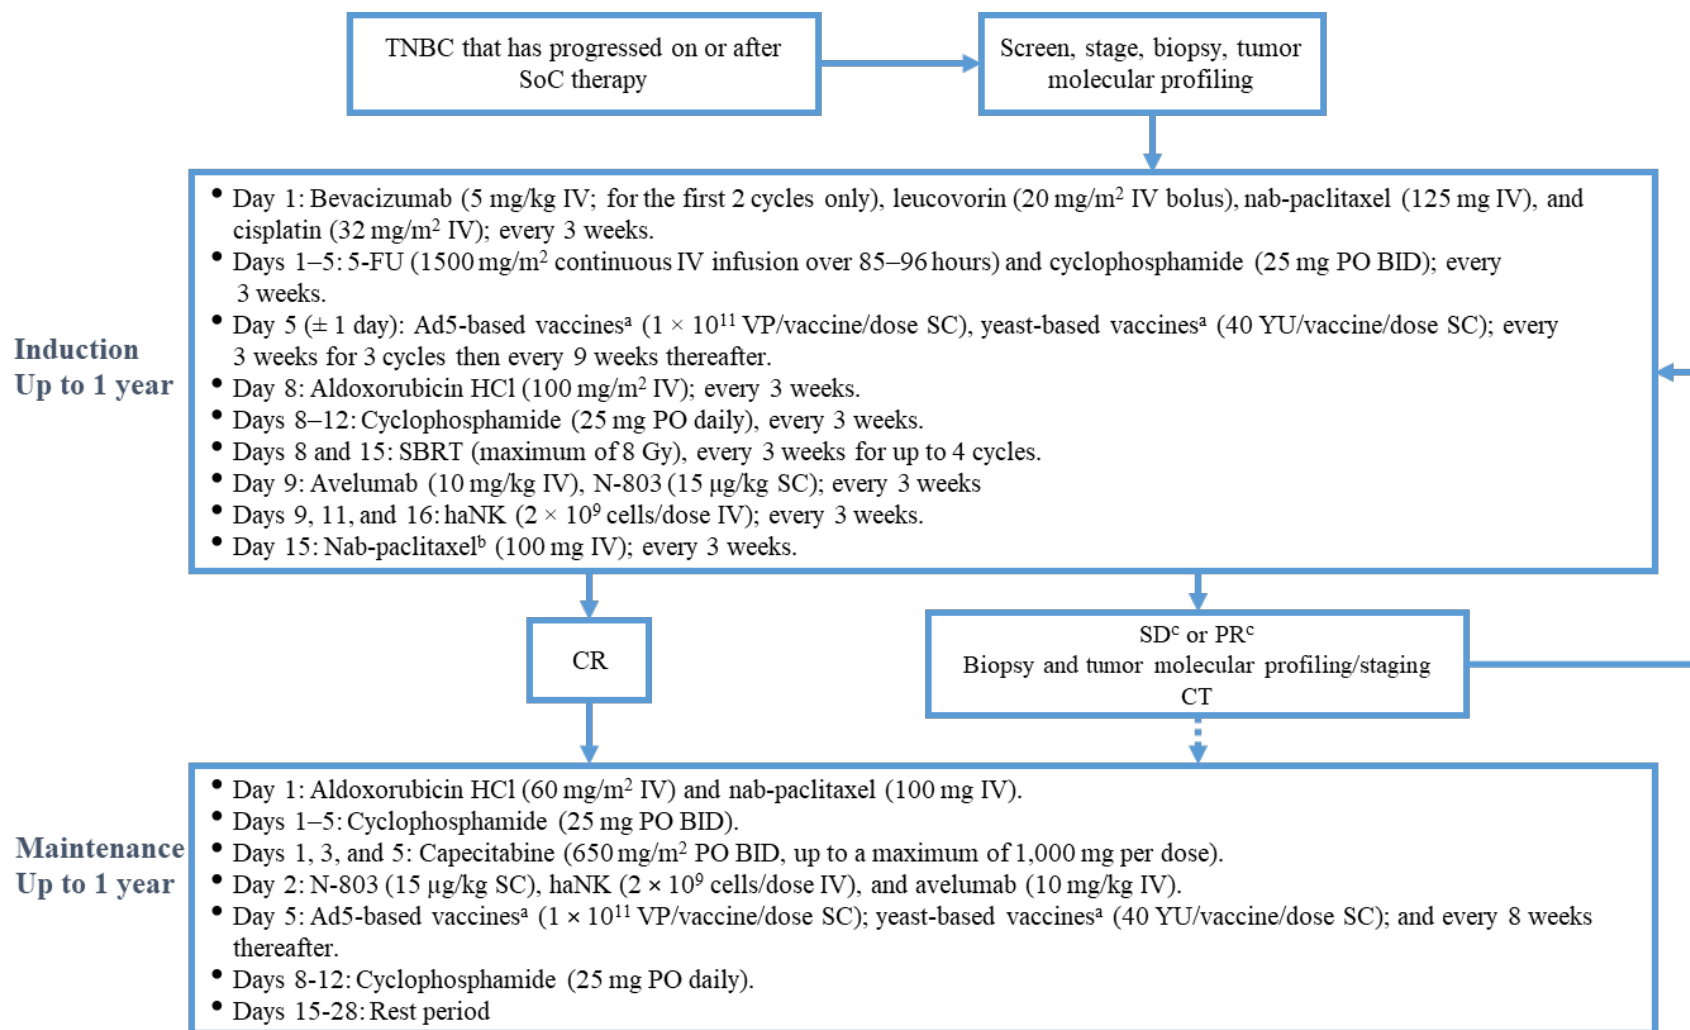 TNBC that has progressed on or after
SoC therapy
Screen, stage, biopsy, tumor
molecular profiling
Induction
Up to 1 year
• Day 1: Bevacizumab (5 mg/kg IV; for the first 2 cycles only), leucovorin (20 mg/m² IV bolus), nab-paclitaxel (125 mg IV), and
cisplatin (32 mg/m² IV); every 3 weeks.
• Days 1–5: 5-FU (1500 mg/m² continuous IV infusion over 85–96 hours) and cyclophosphamide (25 mg PO BID); every
3 weeks.
• Day 5 (± 1 day): Ad5-based vaccinesᵃ (1 × 10¹¹ VP/vaccine/dose SC), yeast-based vaccinesᵃ (40 YU/vaccine/dose SC); every
3 weeks for 3 cycles then every 9 weeks thereafter.
• Day 8: Aldoxorubicin HCl (100 mg/m² IV); every 3 weeks.
• Days 8–12: Cyclophosphamide (25 mg PO daily), every 3 weeks.
• Days 8 and 15: SBRT (maximum of 8 Gy), every 3 weeks for up to 4 cycles.
• Day 9: Avelumab (10 mg/kg IV), N-803 (15 µg/kg SC); every 3 weeks
• Days 9, 11, and 16: haNK (2 × 10⁹ cells/dose IV); every 3 weeks.
• Day 15: Nab-paclitaxelᵇ (100 mg IV); every 3 weeks.
CR
SDᶜ or PRᶜ
Biopsy and tumor molecular profiling/staging
CT
Maintenance
Up to 1 year
• Day 1: Aldoxorubicin HCl (60 mg/m² IV) and nab-paclitaxel (100 mg IV).
• Days 1–5: Cyclophosphamide (25 mg PO BID).
• Days 1, 3, and 5: Capecitabine (650 mg/m² PO BID, up to a maximum of 1,000 mg per dose).
• Day 2: N-803 (15 µg/kg SC), haNK (2 × 10⁹ cells/dose IV), and avelumab (10 mg/kg IV).
• Day 5: Ad5-based vaccinesᵃ (1 × 10¹¹ VP/vaccine/dose SC); yeast-based vaccinesᵃ (40 YU/vaccine/dose SC); and every 8 weeks
thereafter.
• Days 8-12: Cyclophosphamide (25 mg PO daily).
• Days 15-28: Rest period